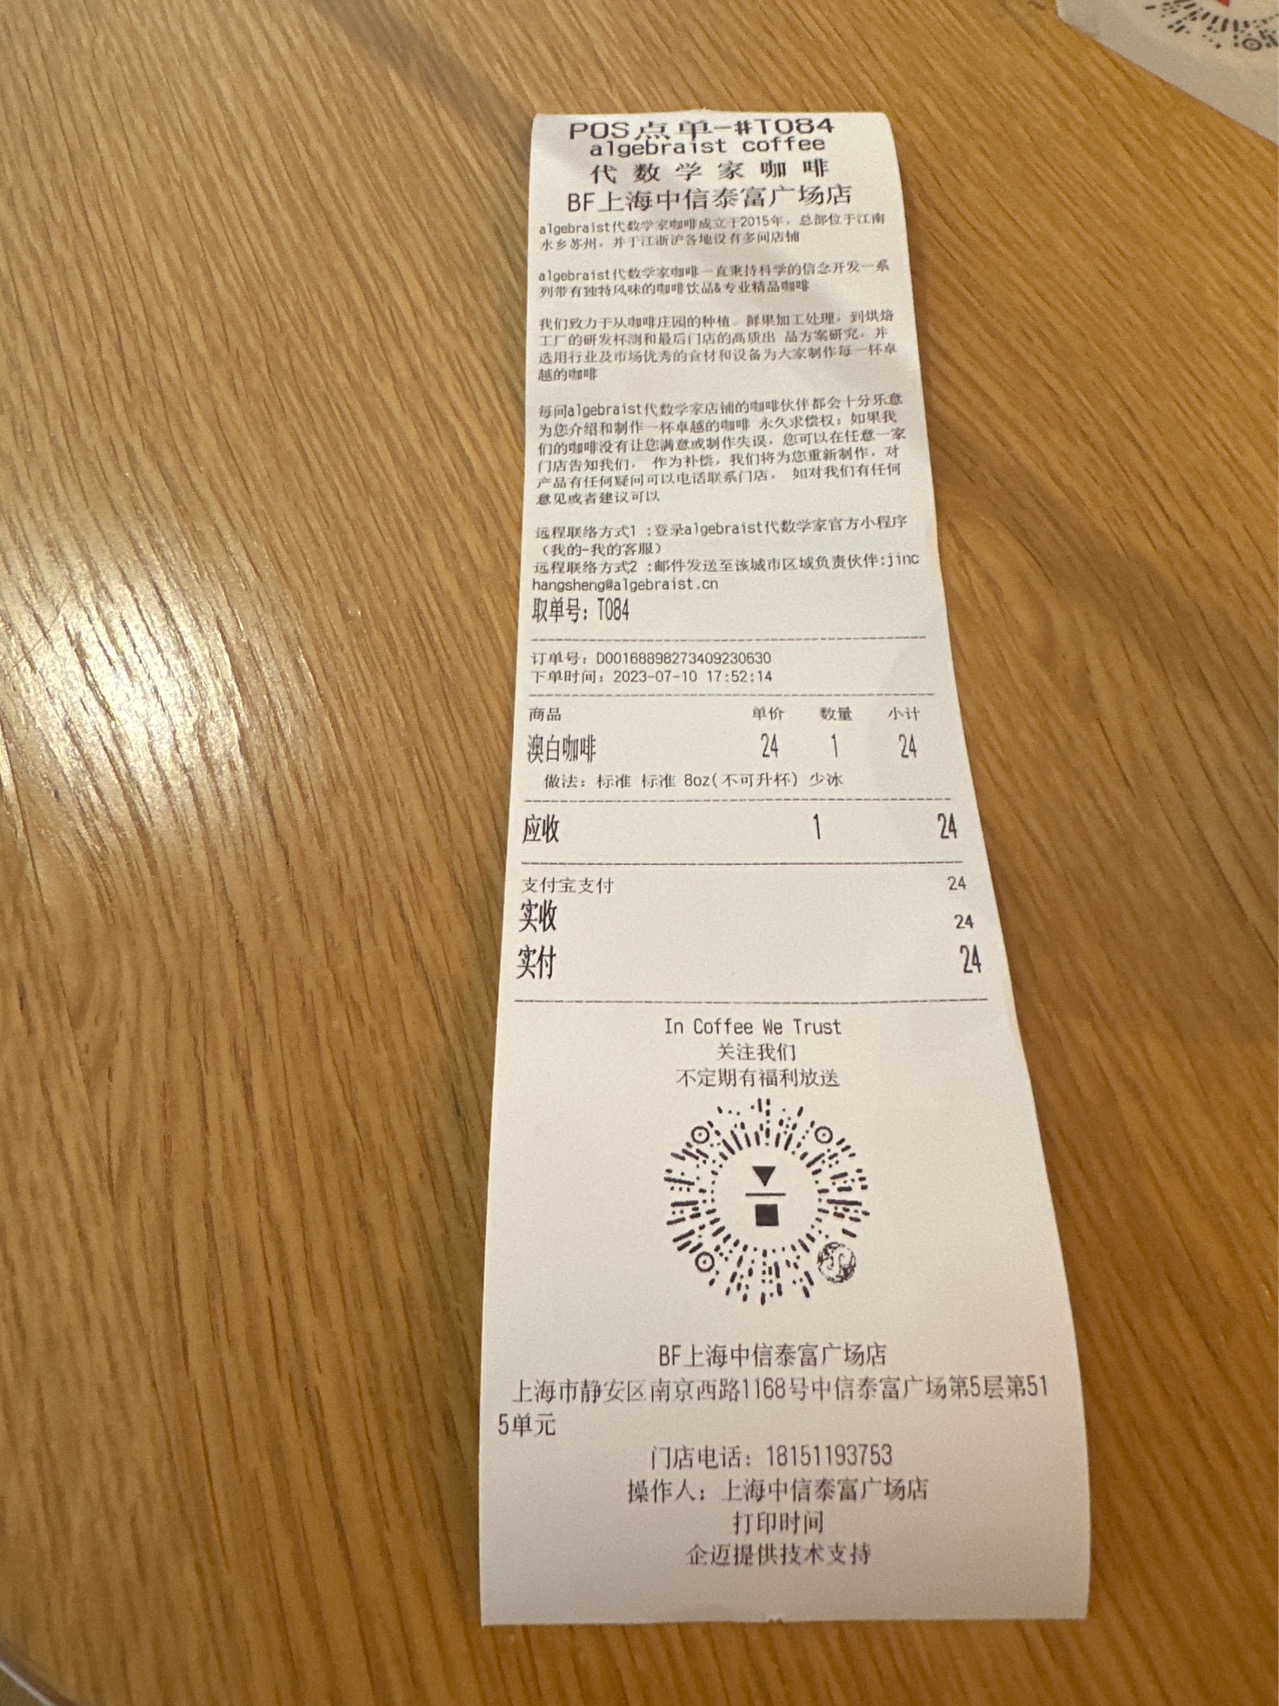 POS点单-#T084
algebraist coffee
代数学家咖啡
BF上海中信泰富广场店
algebraist代数学家咖啡成立于2015年，总部位于江南
水乡苏州，并于江浙沪各地设有多间店铺
algebraist代数学家咖啡一直秉持科学的信念开发一系
列带有独特风味的咖啡饮品&专业精品咖啡
我们致力于从咖啡庄园的种植。鲜果加工处理，到烘焙
工厂的研发杯测和最后门店的高质出 品方案研究，并
选用行业及市场优秀的食材和设备为大家制作每一杯卓
越的咖啡
每间algebraist代数学家店铺的咖啡伙伴都会十分乐意
为您介绍和制作一杯卓越的咖啡 永久求偿权：如果我
们的咖啡没有让您满意或制作失误，您可以在任意一家
门店告知我们， 作为补偿，我们将为您重新制作，对
产品有任何疑问可以电话联系门店， 如对我们有任何
意见或者建议可以
远程联络方式1 :登录algebraist代数学家官方小程序
（我的-我的客服）
远程联络方式2 :邮件发送至该城市区域负责伙伴:jinc
hangsheng@algebraist.cn
取单号：T084
订单号：D00168898273409230630
下单时间：2023-07-10 17:52:14
商品 单价 数量 小计
澳白咖啡 24 1 24
做法：标准 标准 8oz(不可升杯) 少冰
应收 1 24
支付宝支付 24
实收 24
实付 24
In Coffee We Trust
关注我们
不定期有福利放送
BF上海中信泰富广场店
上海市静安区南京西路1168号中信泰富广场第5层第51
5单元
门店电话：18151193753
操作人：上海中信泰富广场店
打印时间
企迈提供技术支持